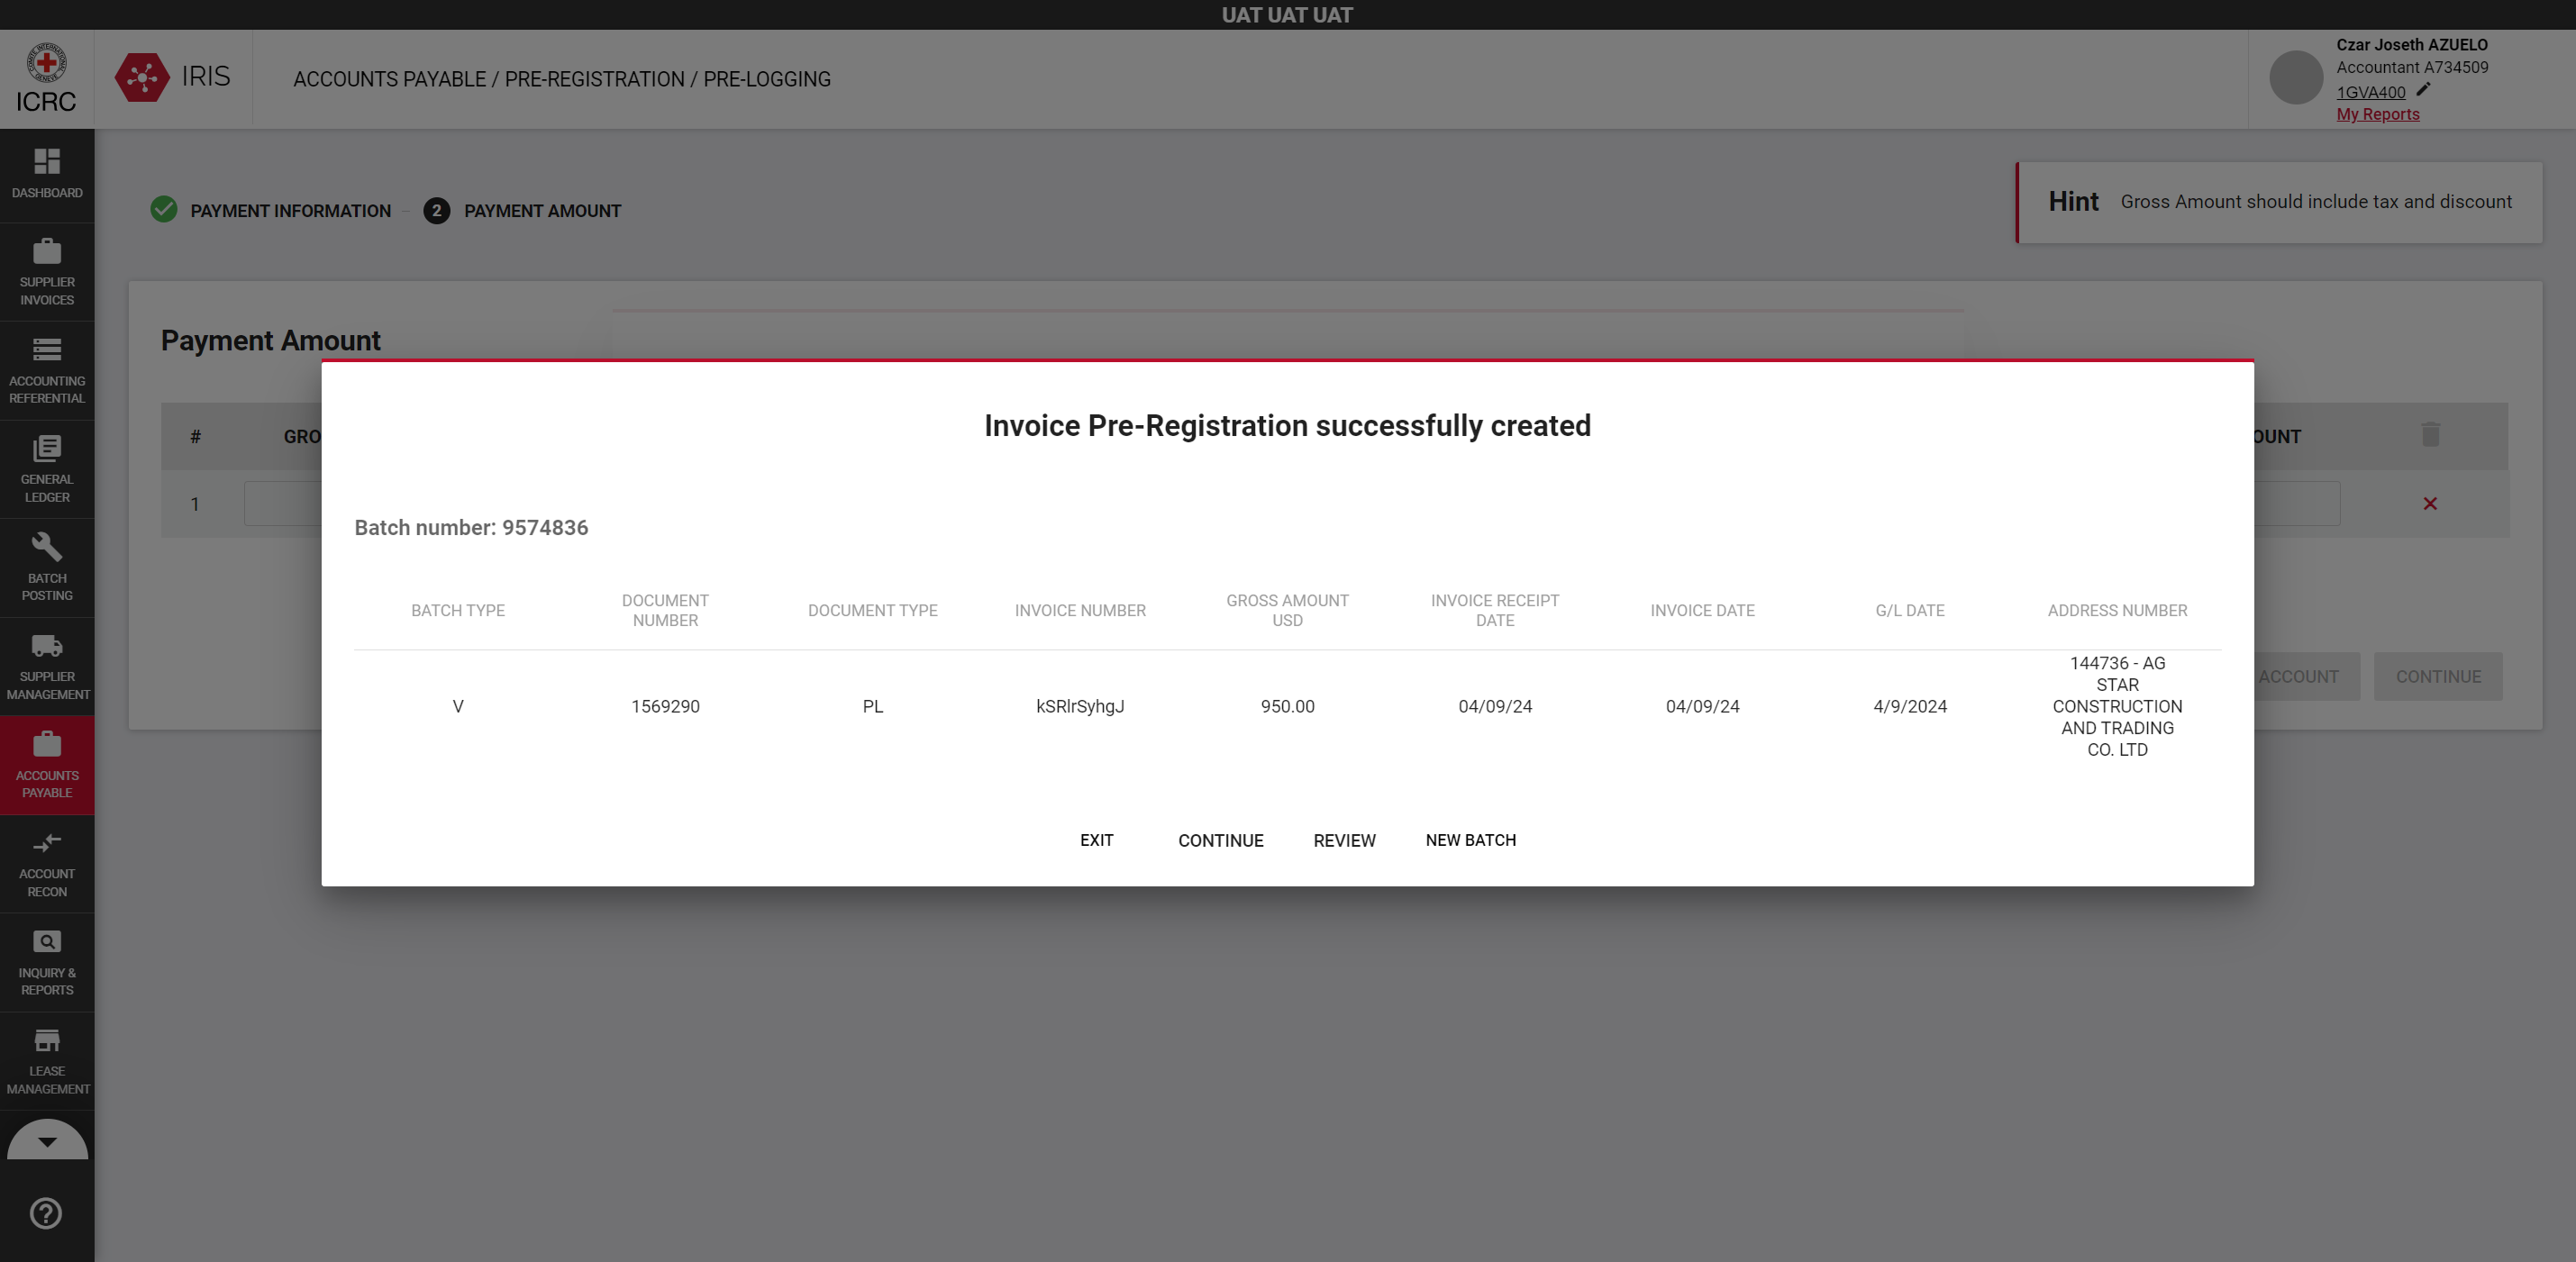 UAT UAT UAT
ICRC
IRIS
ACCOUNTS PAYABLE / PRE-REGISTRATION / PRE-LOGGING
Czar Joseth AZUELO
Accountant A734509
1GVA400
My Reports
DASHBOARD
SUPPLIER
INVOICES
ACCOUNTING
REFERENTIAL
GENERAL
LEDGER
BATCH
POSTING
SUPPLIER
MANAGEMENT
ACCOUNTS
PAYABLE
ACCOUNT
RECON
INQUIRY &
REPORTS
LEASE
MANAGEMENT
PAYMENT INFORMATION
2 PAYMENT AMOUNT
Hint Gross Amount should include tax and discount
Payment Amount
# GRO OUNT
1
ACCOUNT CONTINUE
Invoice Pre-Registration successfully created
Batch number: 9574836
BATCH TYPE
DOCUMENT
NUMBER
DOCUMENT TYPE
INVOICE NUMBER
GROSS AMOUNT
USD
INVOICE RECEIPT
DATE
INVOICE DATE
G/L DATE
ADDRESS NUMBER
V
1569290
PL
kSRlrSyhgJ
950.00
04/09/24
04/09/24
4/9/2024
144736 - AG
STAR
CONSTRUCTION
AND TRADING
CO. LTD
EXIT CONTINUE REVIEW NEW BATCH